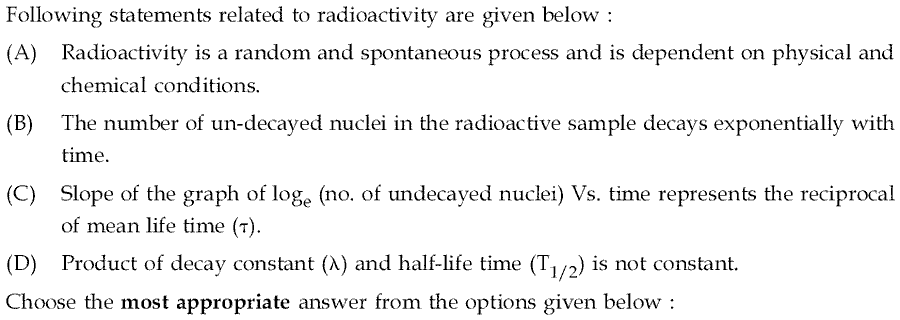 Following statements related to radioactivity are given below :
(A) Radioactivity is a random and spontaneous process and is dependent on physical and
chemical conditions.
(B) The number of un-decayed nuclei in the radioactive sample decays exponentially with
time.
(C) Slope of the graph of logₑ (no. of undecayed nuclei) Vs. time represents the reciprocal
of mean life time (τ).
(D) Product of decay constant (λ) and half-life time (T₁/₂) is not constant.
Choose the most appropriate answer from the options given below :